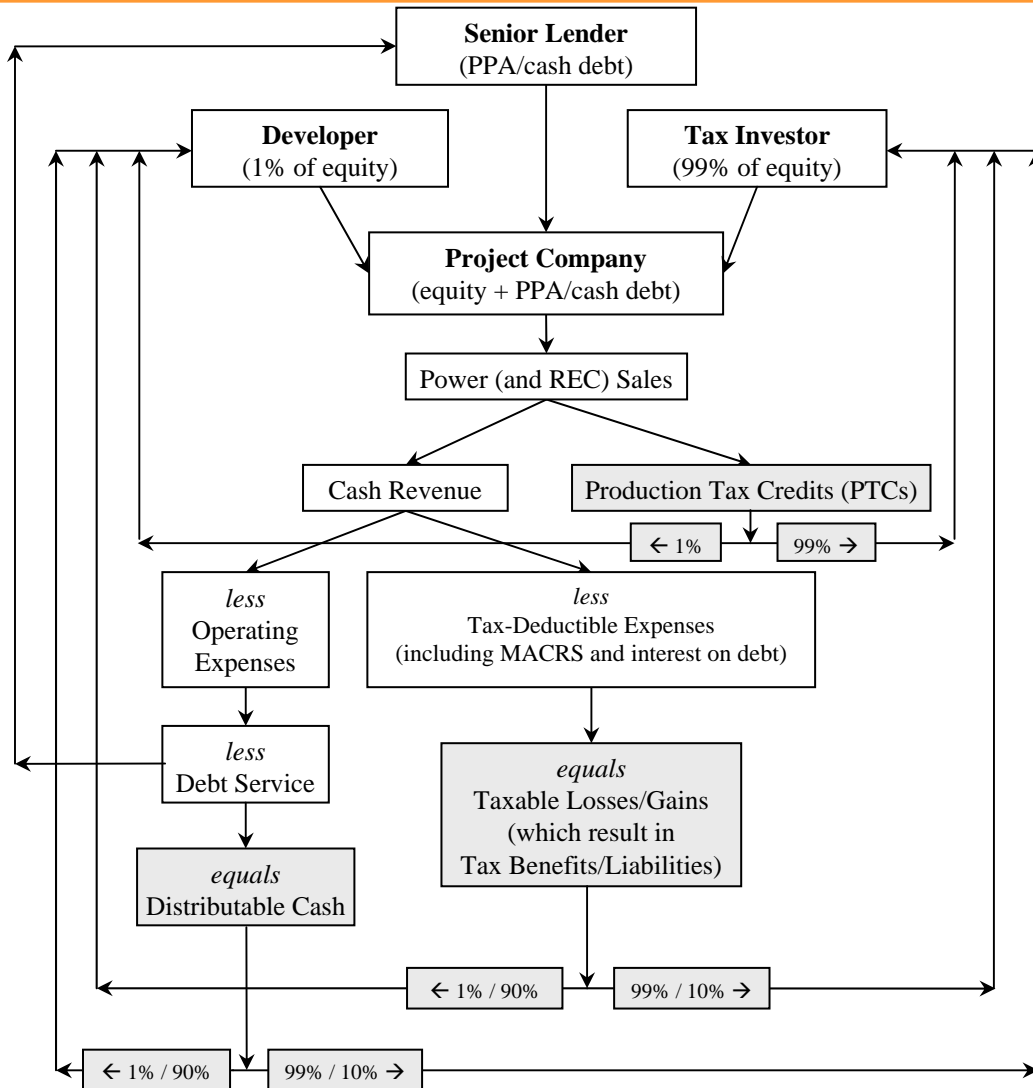 Senior Lender
(PPA/cash debt)
Developer
(1% of equity)
Tax Investor
(99% of equity)
Project Company
(equity + PPA/cash debt)
Power (and REC) Sales
Cash Revenue
Production Tax Credits (PTCs)
← 1%
99% →
less
Operating
Expenses
less
Tax-Deductible Expenses
(including MACRS and interest on debt)
less
Debt Service
equals
Taxable Losses/Gains
(which result in
Tax Benefits/Liabilities)
equals
Distributable Cash
← 1% / 90%
99% / 10% →
← 1% / 90%
99% / 10% →